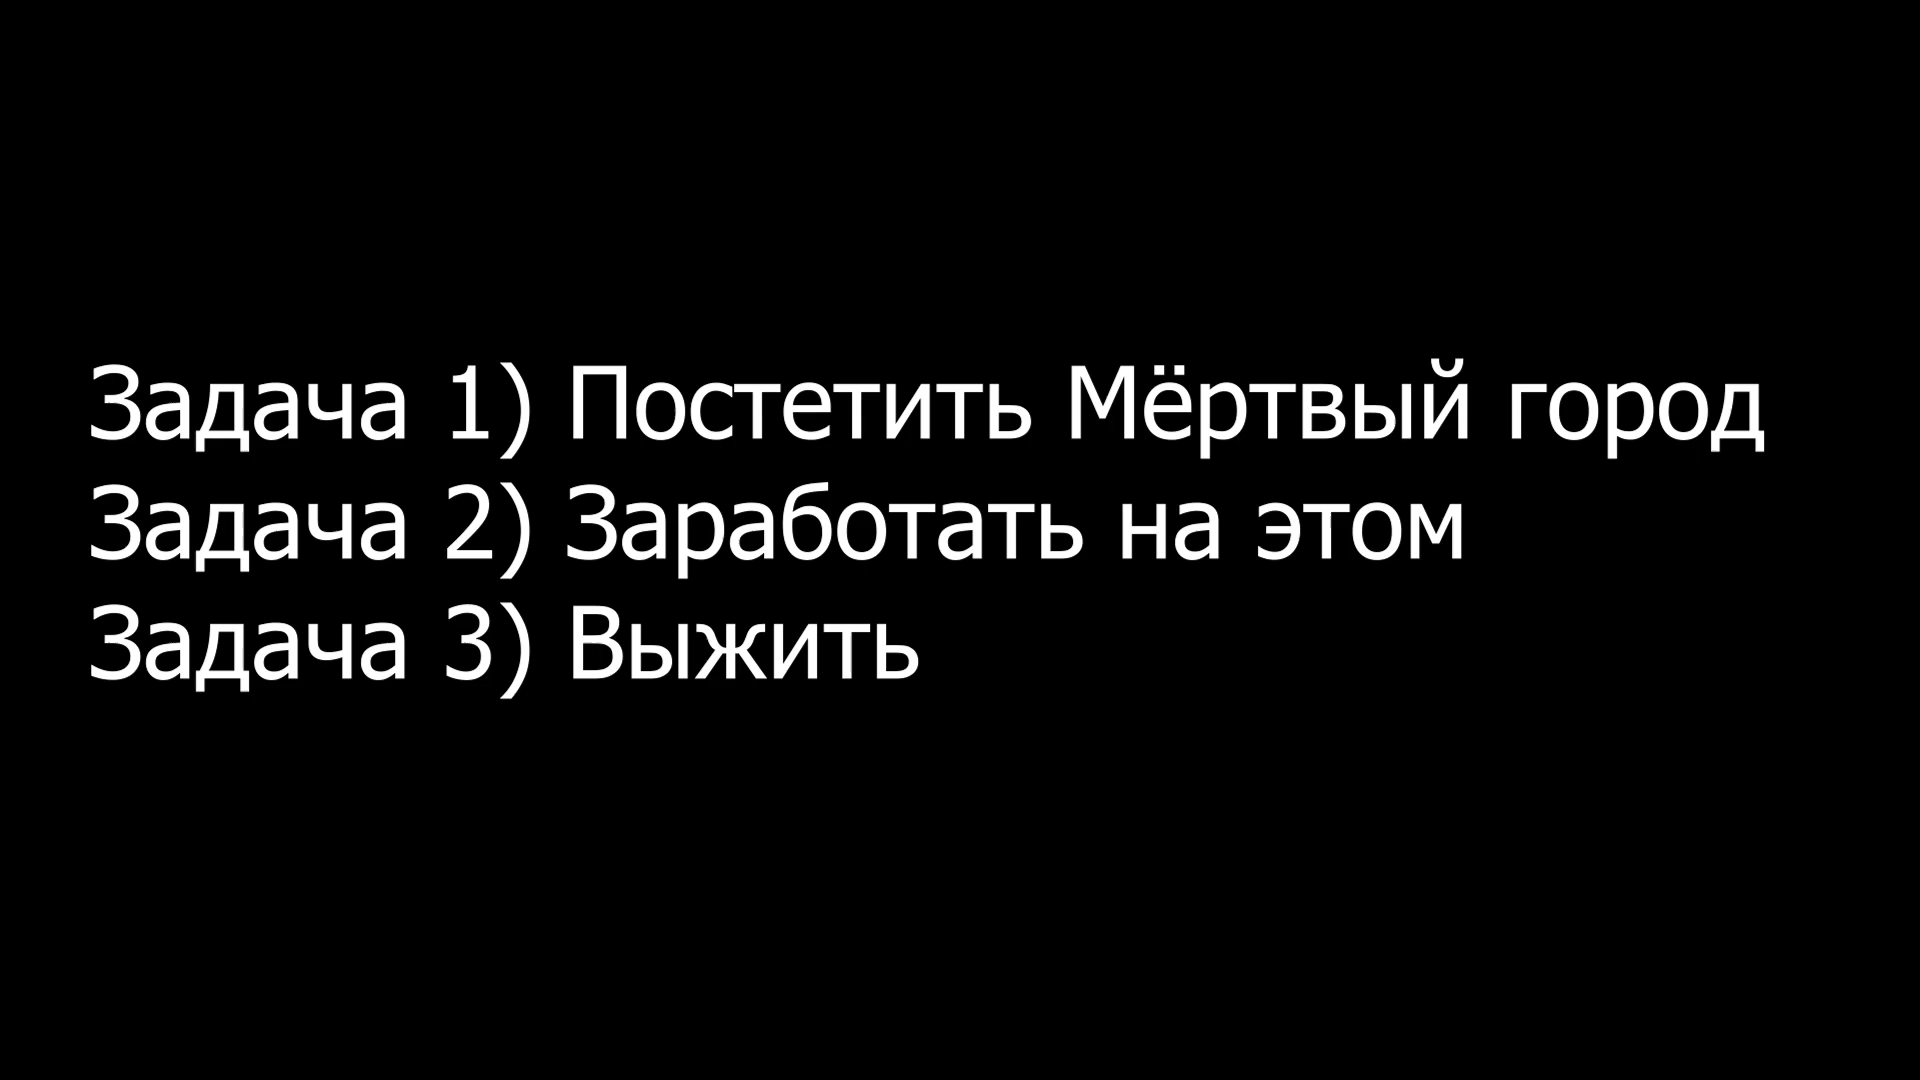 Задача 1) Постетить Мёртвый город
Задача 2) Заработать на этом
Задача 3) Выжить